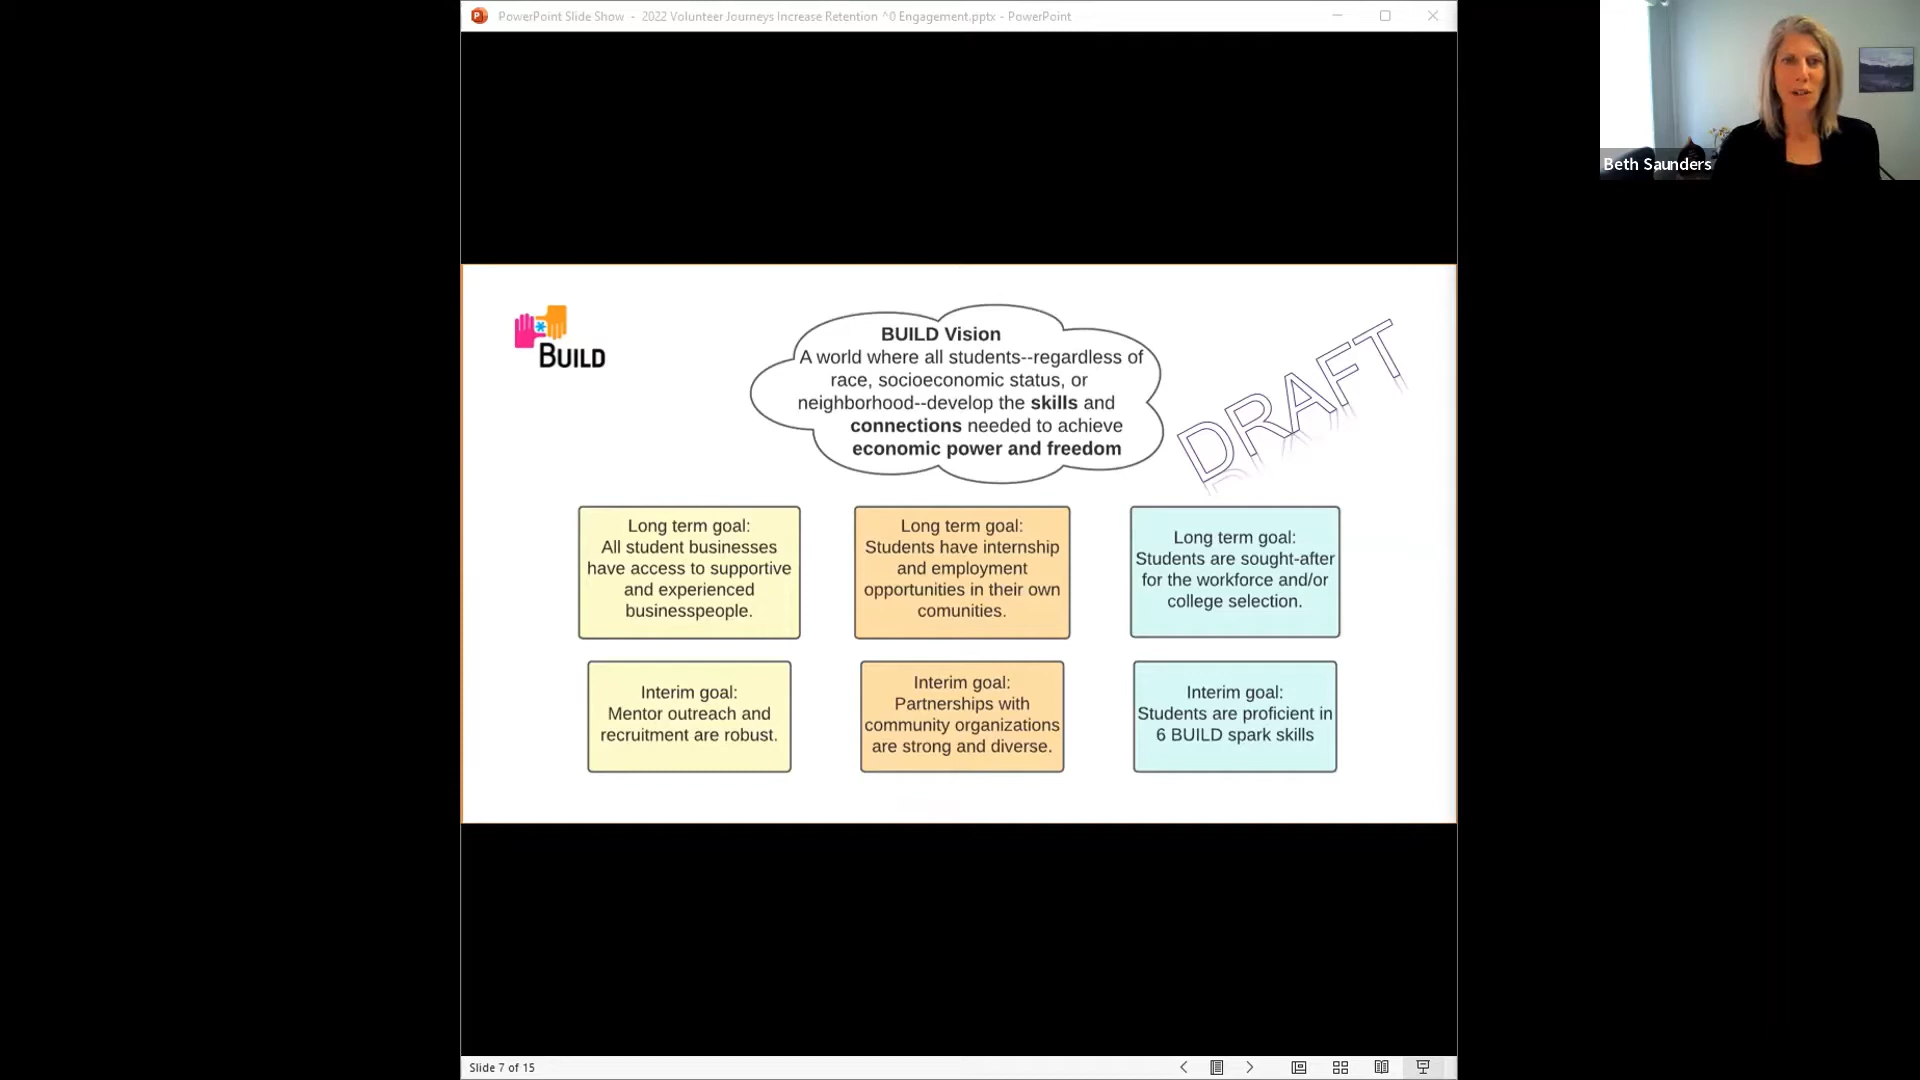 PowerPoint Slide Show - 2022 Volunteer Journeys Increase Retention ^0 Engagement.pptx - PowerPoint
Beth Saunders
BUILD
BUILD Vision
A world where all students--regardless of
race, socioeconomic status, or
neighborhood--develop the skills and
connections needed to achieve
economic power and freedom
DRAFT
Long term goal:
All student businesses
have access to supportive
and experienced
businesspeople.
Long term goal:
Students have internship
and employment
opportunities in their own
comunities.
Long term goal:
Students are sought-after
for the workforce and/or
college selection.
Interim goal:
Mentor outreach and
recruitment are robust.
Interim goal:
Partnerships with
community organizations
are strong and diverse.
Interim goal:
Students are proficient in
6 BUILD spark skills
Slide 7 of 15